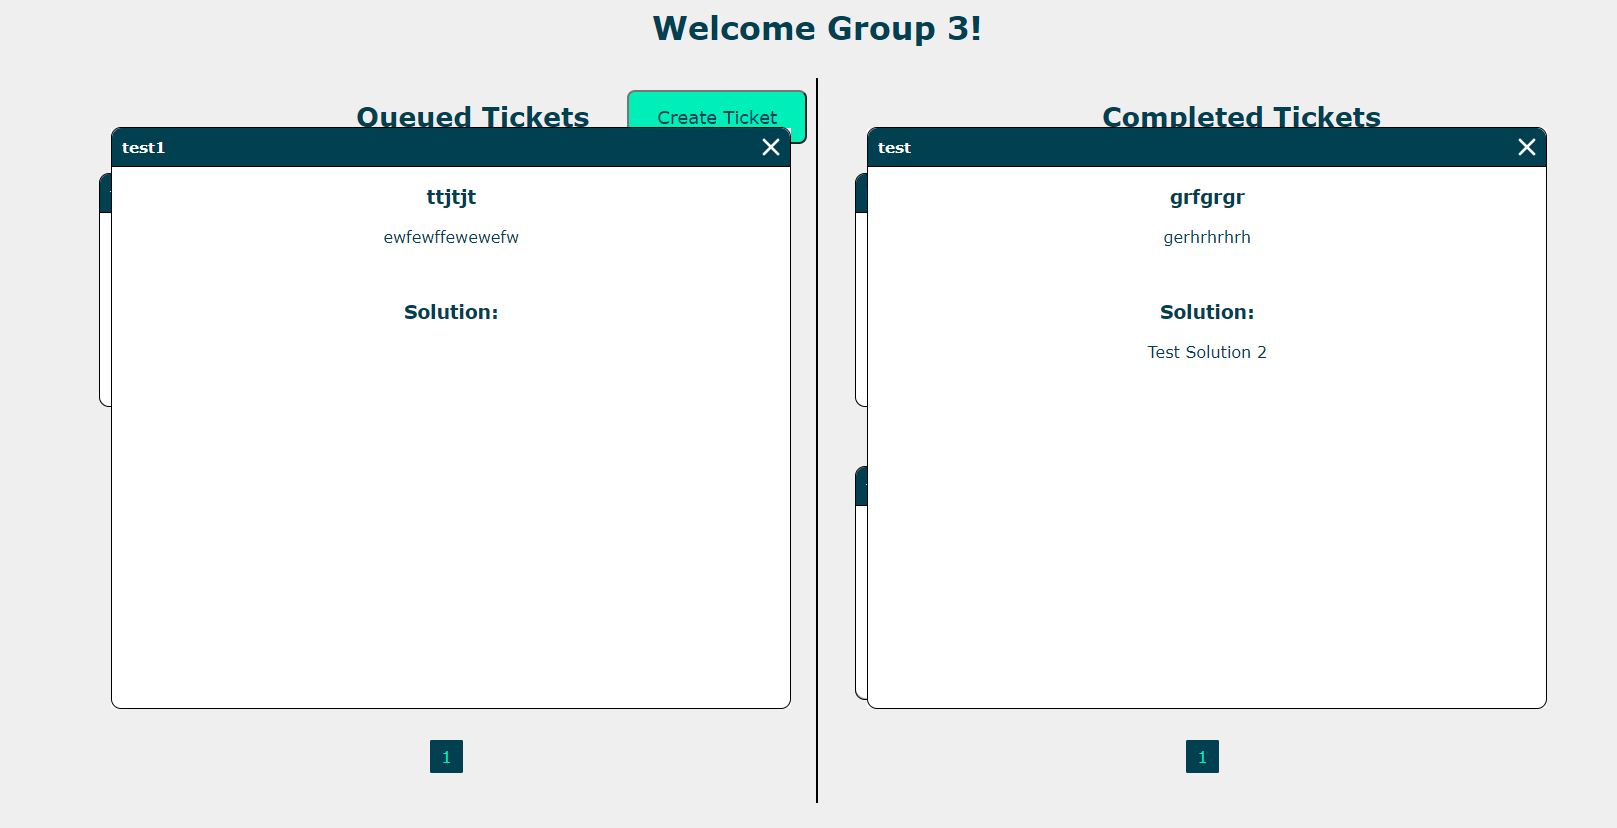 Welcome Group 3!
Queued Tickets
Create Ticket
test1
ttjtjt
ewfewffewewefw
Solution:
1
Completed Tickets
test
grfgrgr
gerhrhrhrh
Solution:
Test Solution 2
1